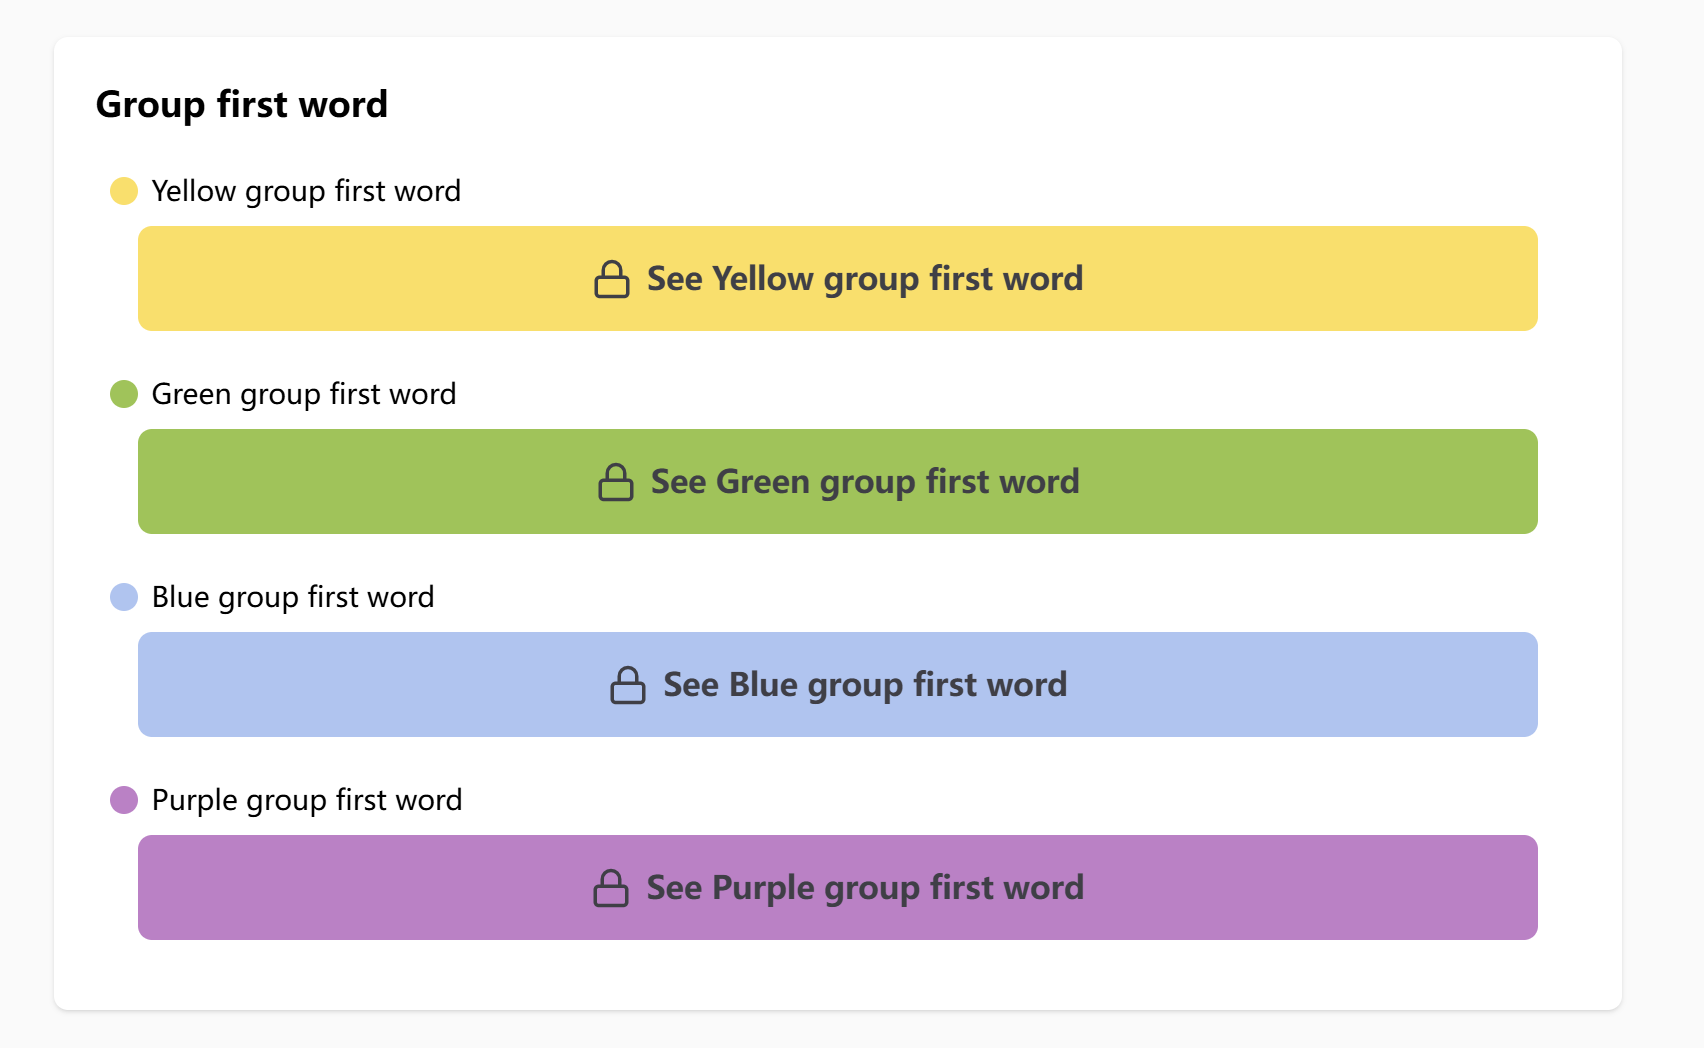 Group first word
Yellow group first word
See Yellow group first word
Green group first word
See Green group first word
Blue group first word
See Blue group first word
Purple group first word
See Purple group first word